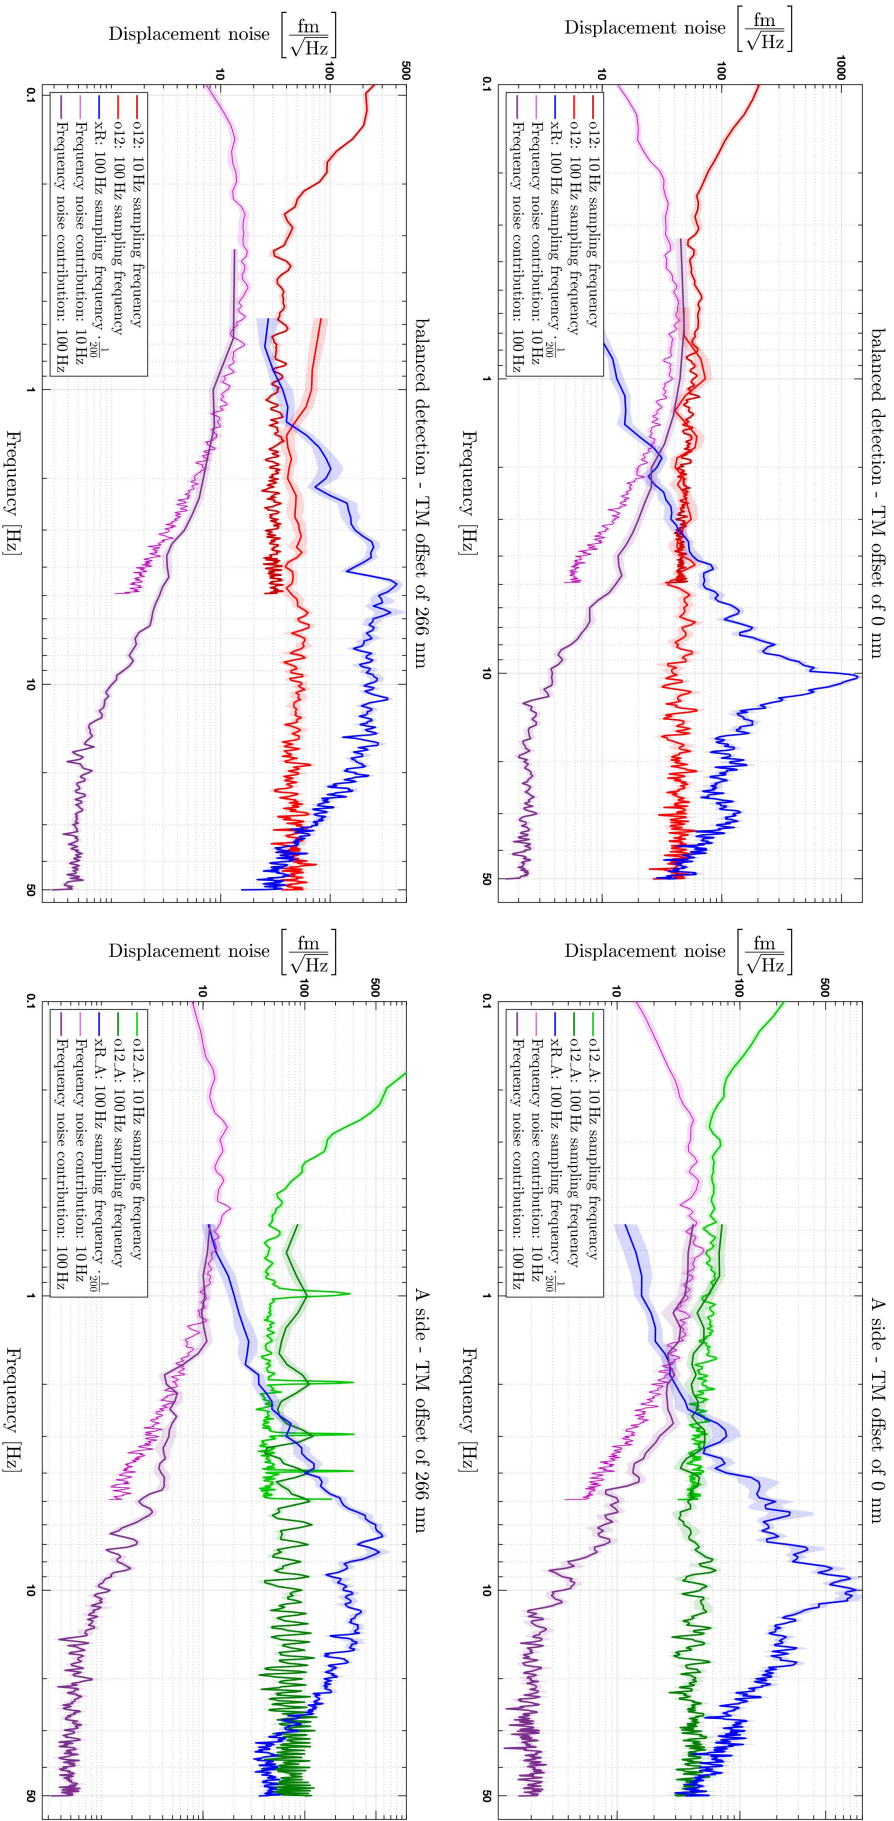 balanced detection - TM offset of 0 nm
Displacement noise [fm/√Hz]
1000
100
10
0.1
1
10
50
Frequency [Hz]
o12: 10 Hz sampling frequency
o12: 100 Hz sampling frequency
xR: 100 Hz sampling frequency · 1/200
Frequency noise contribution: 10 Hz
Frequency noise contribution: 100 Hz
A side - TM offset of 0 nm
Displacement noise [fm/√Hz]
500
100
10
0.1
1
10
50
Frequency [Hz]
o12_A: 10 Hz sampling frequency
o12_A: 100 Hz sampling frequency
xR_A: 100 Hz sampling frequency · 1/200
Frequency noise contribution: 10 Hz
Frequency noise contribution: 100 Hz
balanced detection - TM offset of 266 nm
Displacement noise [fm/√Hz]
500
100
10
0.1
1
10
50
Frequency [Hz]
o12: 10 Hz sampling frequency
o12: 100 Hz sampling frequency
xR: 100 Hz sampling frequency · 1/200
Frequency noise contribution: 10 Hz
Frequency noise contribution: 100 Hz
A side - TM offset of 266 nm
Displacement noise [fm/√Hz]
500
100
10
0.1
1
10
50
Frequency [Hz]
o12_A: 10 Hz sampling frequency
o12_A: 100 Hz sampling frequency
xR_A: 100 Hz sampling frequency · 1/200
Frequency noise contribution: 10 Hz
Frequency noise contribution: 100 Hz